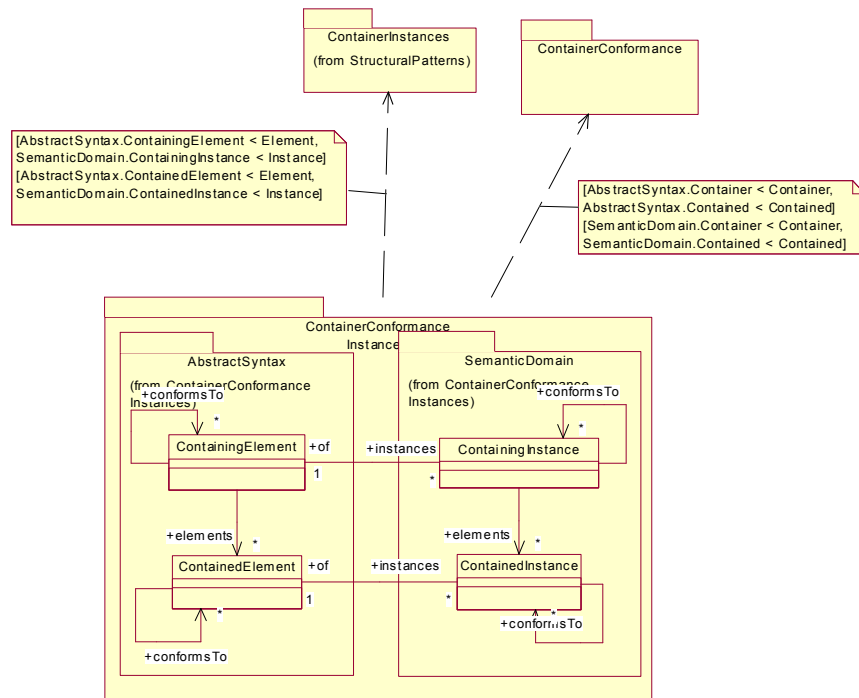 ContainerInstances
(from StructuralPatterns)
ContainerConformance
[AbstractSyntax.ContainingElement < Element,
SemanticDomain.ContainingInstance < Instance]
[AbstractSyntax.ContainedElement < Element,
SemanticDomain.ContainedInstance < Instance]
[AbstractSyntax.Container < Container,
AbstractSyntax.Contained < Contained]
[SemanticDomain.Container < Container,
SemanticDomain.Contained < Contained]
ContainerConformance
Instance
AbstractSyntax
(from ContainerConformance
Instances)
SemanticDomain
(from ContainerConformance
Instances)
+conformsTo
*
+conformsTo
*
ContainingElement
+of
1
+instances
*
ContainingInstance
+elements
*
+elements
*
ContainedElement
+of
1
+instances
*
ContainedInstance
*
+conformsTo
*
+conformsTo